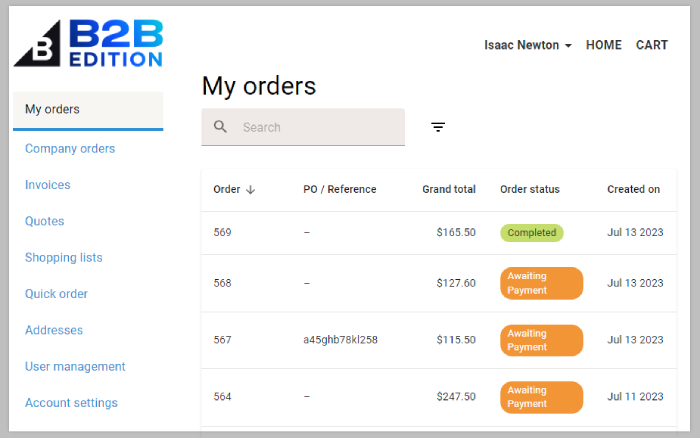 B B2B
EDITION
Isaac Newton HOME CART
My orders
Search
My orders
Company orders
Invoices
Quotes
Shopping lists
Quick order
Addresses
User management
Account settings
Order PO / Reference Grand total Order status Created on
569 – $165.50 Completed Jul 13 2023
568 – $127.60 Awaiting Payment Jul 13 2023
567 a45ghb78kl258 $115.50 Awaiting Payment Jul 13 2023
564 – $247.50 Awaiting Payment Jul 11 2023